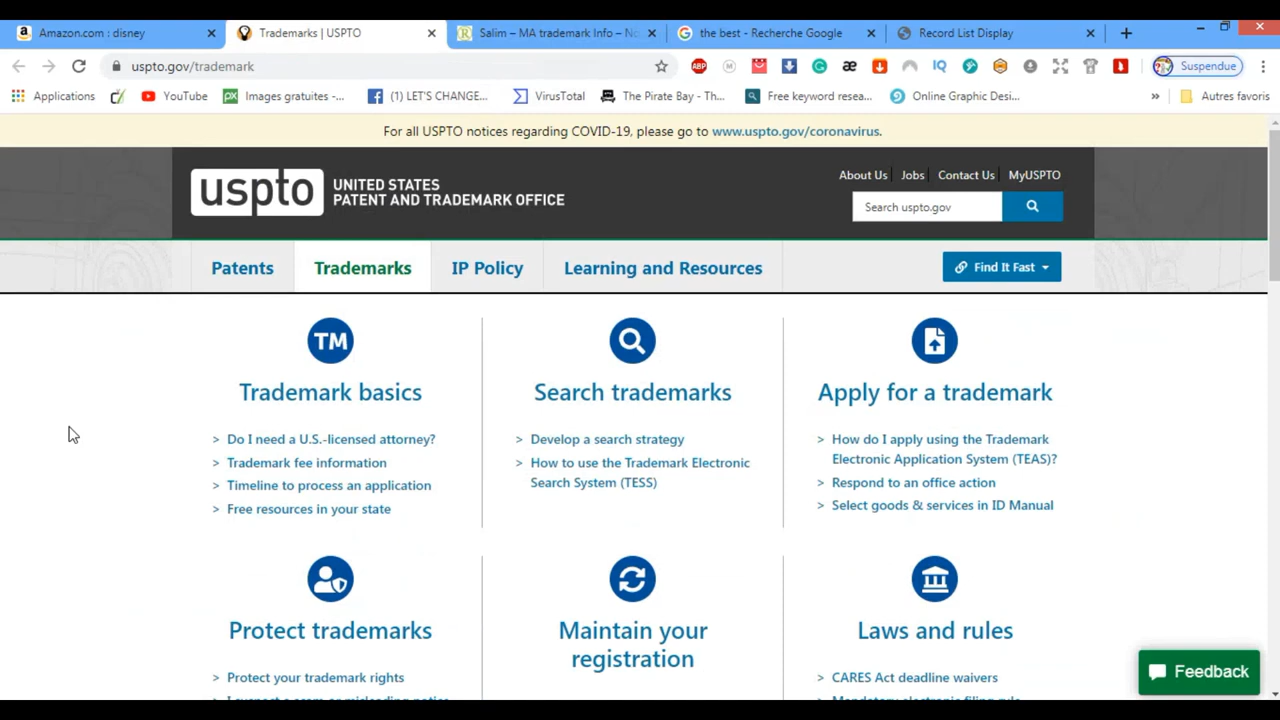 Amazon.com : disney
Trademarks | USPTO
Salim – MA trademark Info – No
the best - Recherche Google
Record List Display
uspto.gov/trademark
ABP
M
æ
IQ
Suspendue
Applications
YouTube
px
Images gratuites - ...
(1) LET'S CHANGE...
VirusTotal
The Pirate Bay - Th...
Free keyword resea...
Online Graphic Desi...
»
Autres favoris
For all USPTO notices regarding COVID-19, please go to www.uspto.gov/coronavirus.
uspto
UNITED STATES
PATENT AND TRADEMARK OFFICE
About Us
Jobs
Contact Us
MyUSPTO
Search uspto.gov
Patents
Trademarks
IP Policy
Learning and Resources
Find It Fast
TM
Trademark basics
> Do I need a U.S.-licensed attorney?
> Trademark fee information
> Timeline to process an application
> Free resources in your state
Search trademarks
> Develop a search strategy
> How to use the Trademark Electronic
Search System (TESS)
Apply for a trademark
> How do I apply using the Trademark
Electronic Application System (TEAS)?
> Respond to an office action
> Select goods & services in ID Manual
Protect trademarks
> Protect your trademark rights
Maintain your
registration
Laws and rules
> CARES Act deadline waivers
Feedback